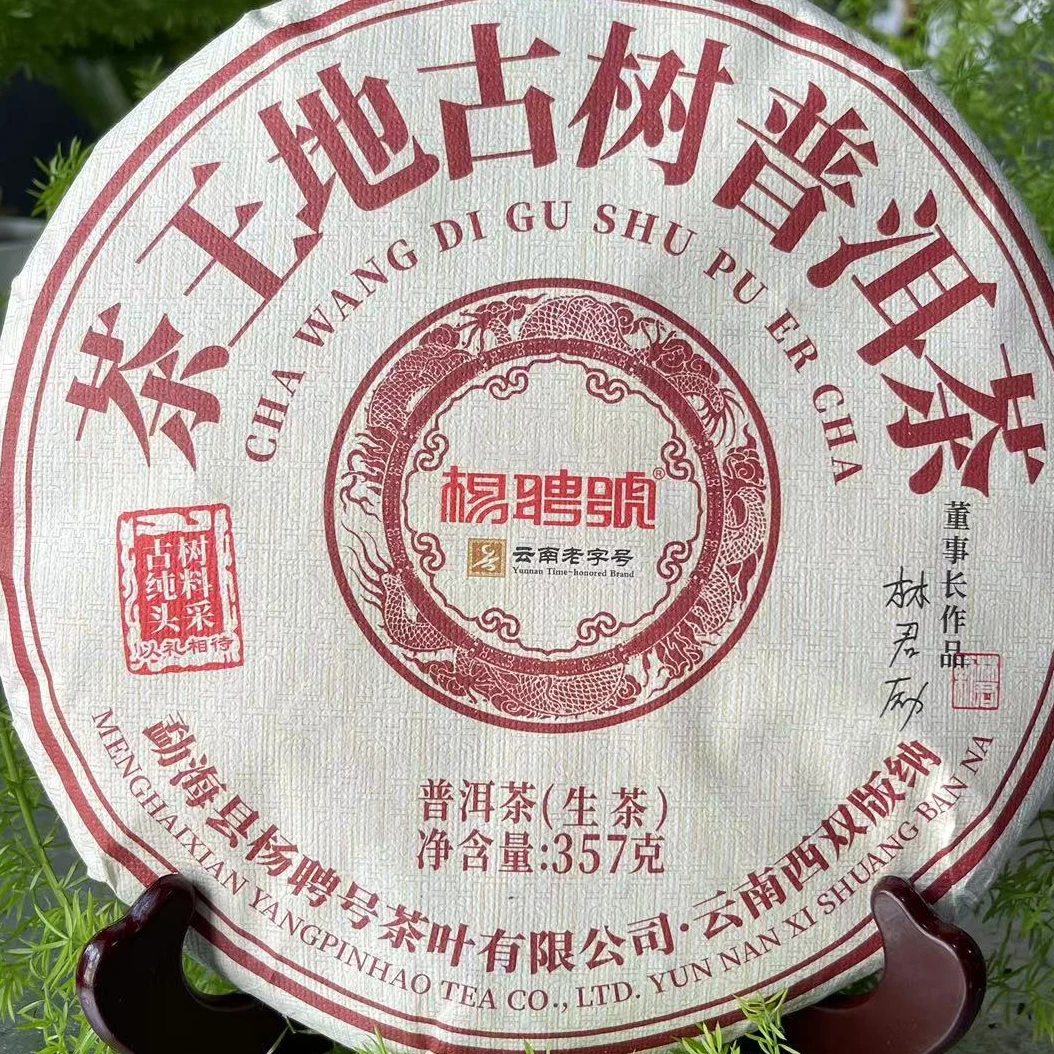 茶王地古树普洱茶
CHA WANG DI GU SHU PU ER CHA
杨聘號®
云南老字号
Yunnan Time-honored Brand
古树
纯料
头采
以礼相待
董事长作品
林君
普洱茶(生茶)
净含量:357克
勐海县杨聘号茶叶有限公司·云南西双版纳
MENGHAIXIAN YANGPINHAO TEA CO., LTD. YUN NAN XI SHUANG BAN NA